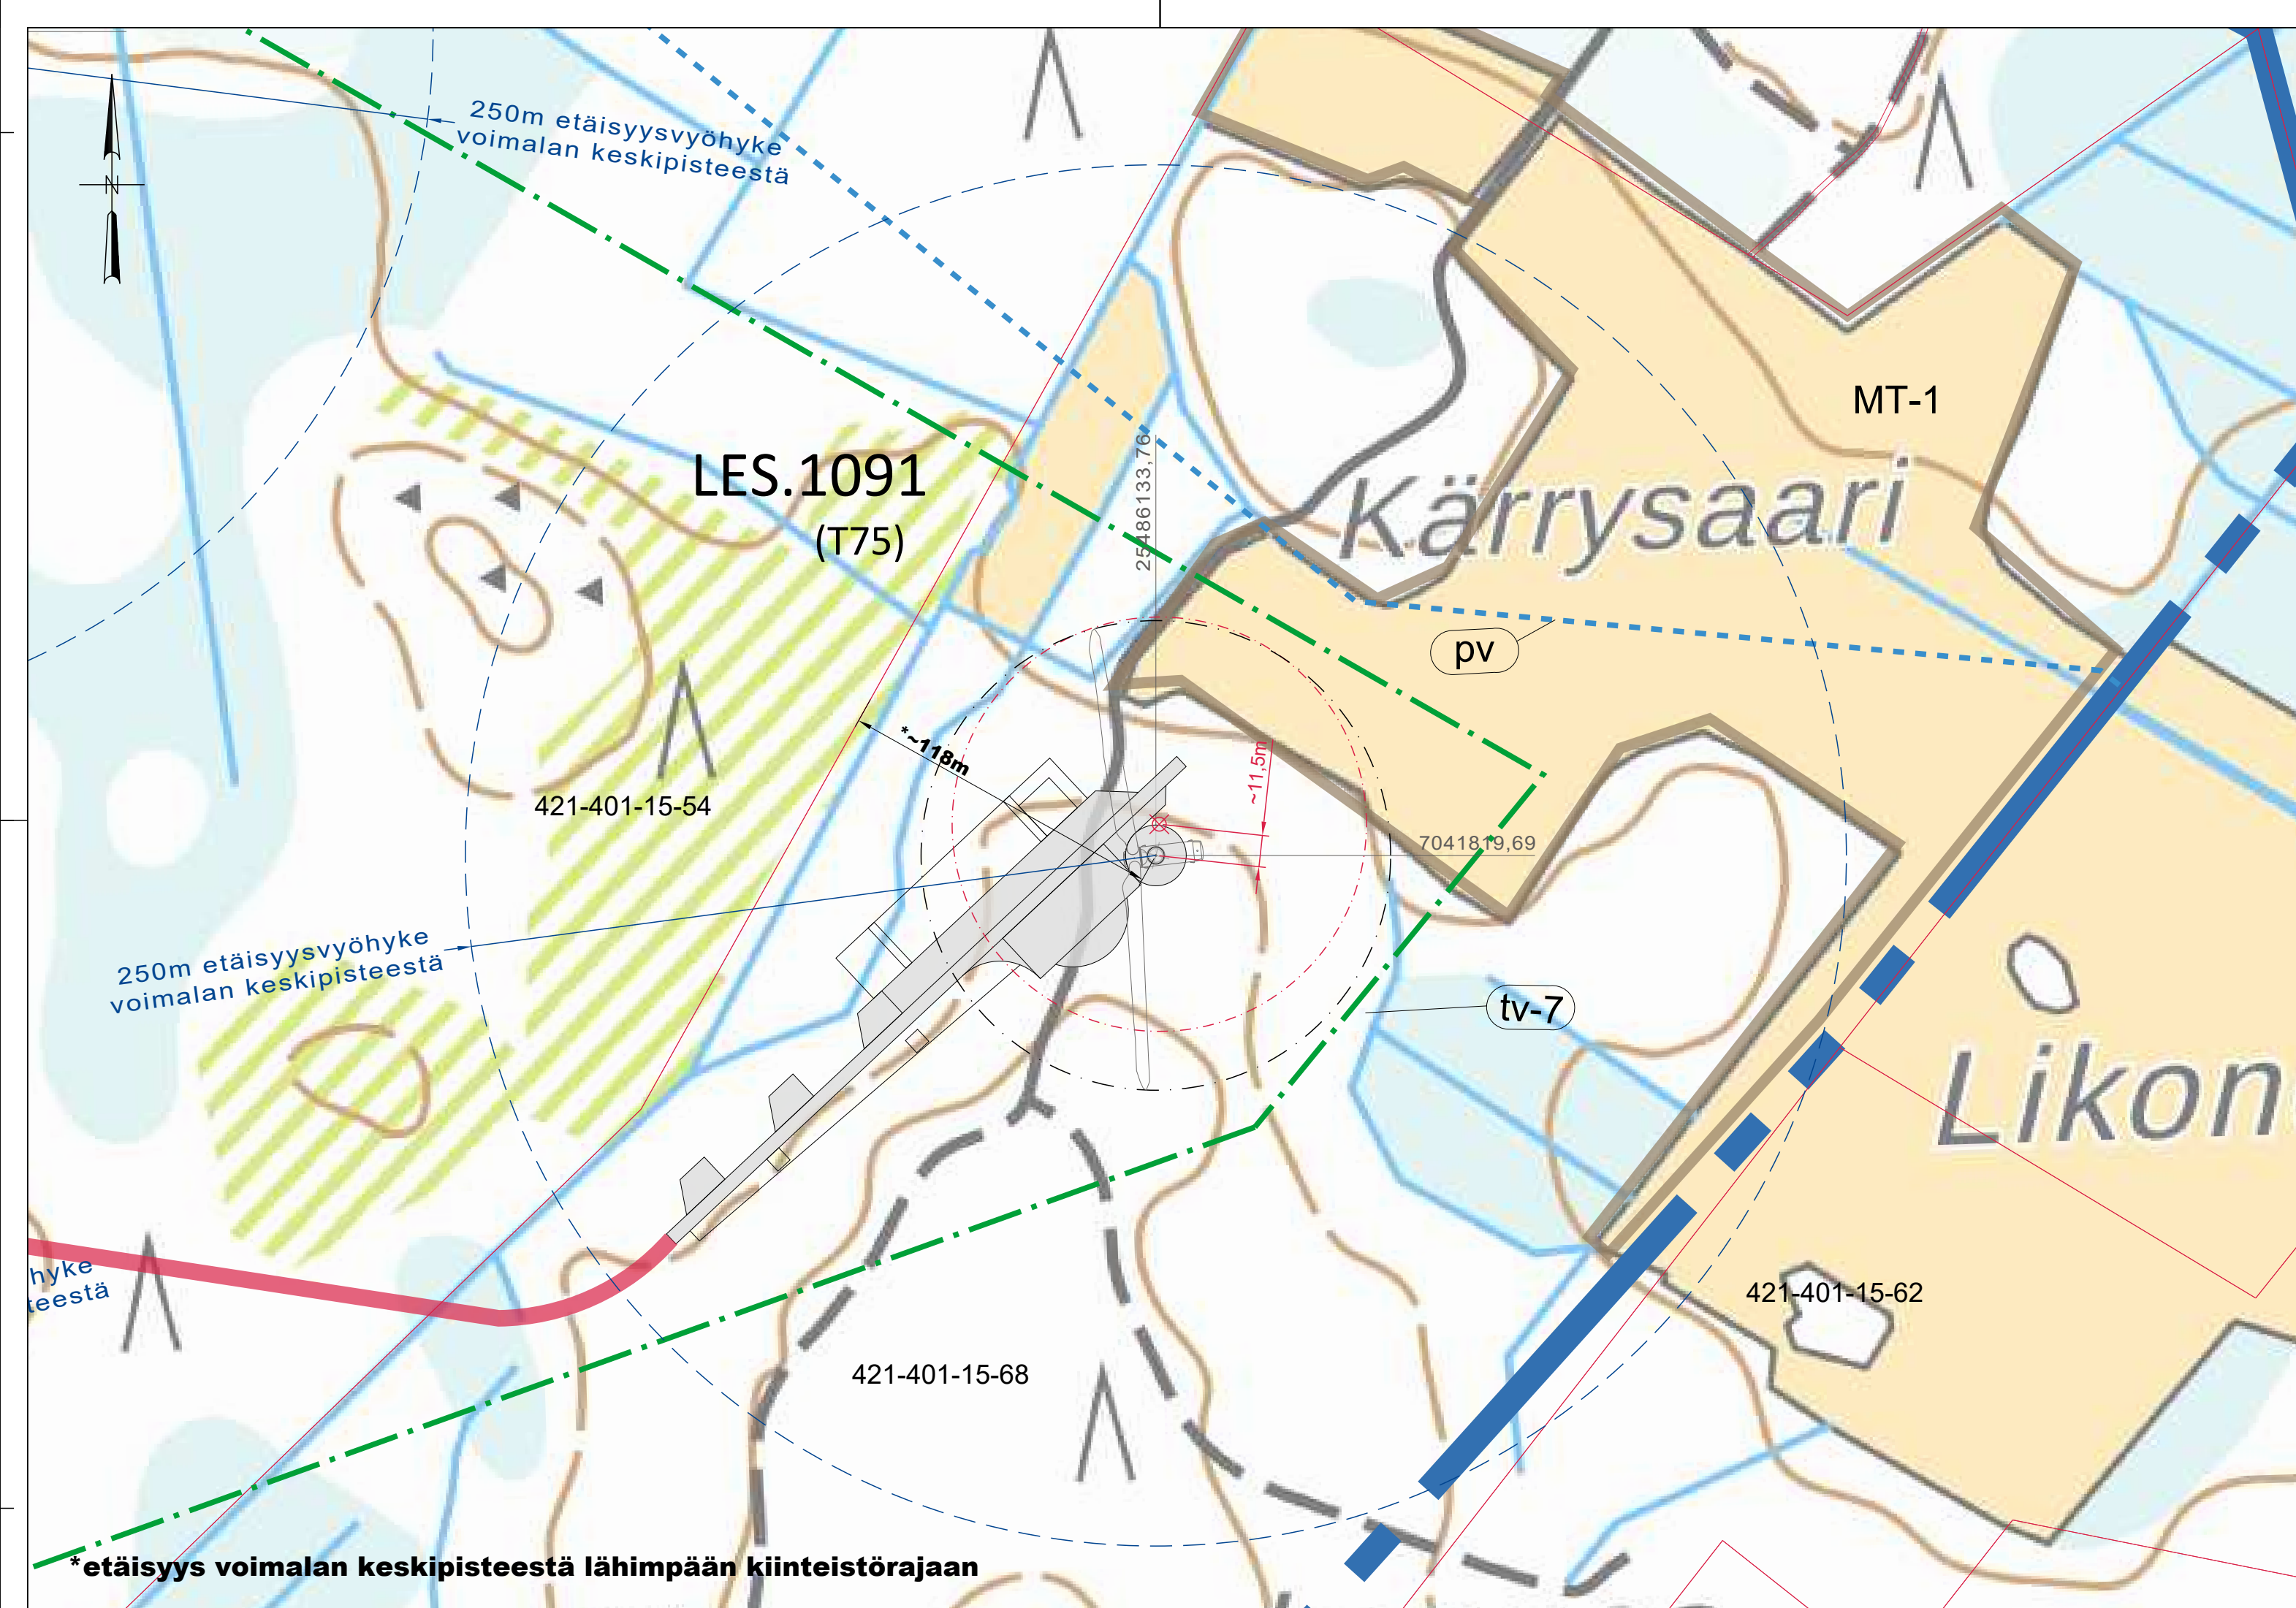 N
250m etäisyysvyöhyke
voimalan keskipisteestä
LES.1091
(T75)
25486133,76
MT-1
Kärrysaari
pv
*~118m
~11,5m
7041819,69
421-401-15-54
250m etäisyysvyöhyke
voimalan keskipisteestä
tv-7
Likon
hyke
teestä
421-401-15-62
421-401-15-68
*etäisyys voimalan keskipisteestä lähimpään kiinteistörajaan